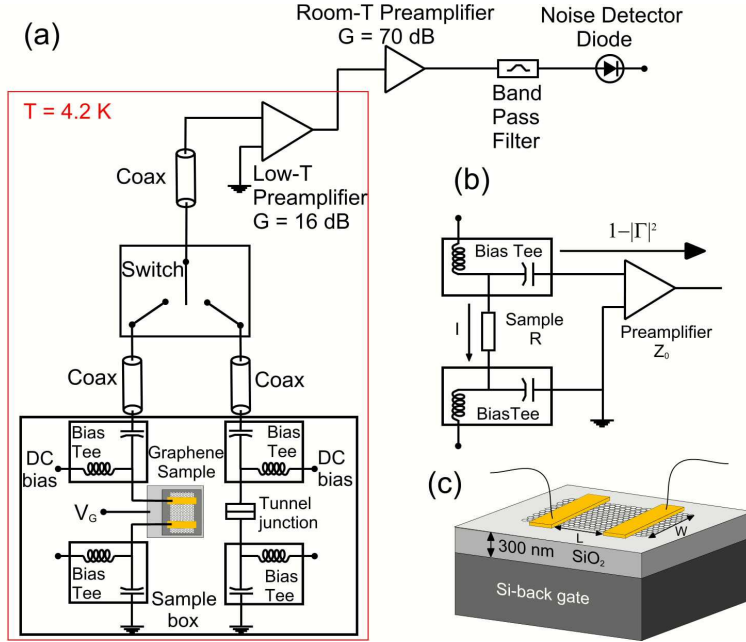 (a)
Room-T Preamplifier
G = 70 dB
Noise Detector
Diode
T = 4.2 K
Band
Pass
Filter
Coax
Low-T
Preamplifier
G = 16 dB
Switch
Coax
Coax
Bias
Tee
Graphene
Sample
Bias
Tee
DC
bias
DC
bias
VG
Tunnel
junction
Bias
Tee
Sample
box
Bias
Tee
(b)
1−|Γ|²
Bias Tee
I
Sample
R
Preamplifier
Z₀
BiasTee
(c)
L
W
300 nm
SiO₂
Si-back gate